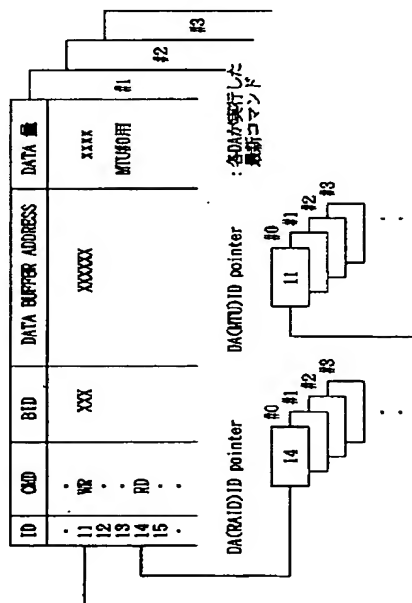 ID CMD BID DATA BUFFER ADDRESS DATA 量
11 WR XXX XXXXXX xxxx
12
13 MTU#0用
14 RD
15
#1
#2
#3
DA(RAID)ID pointer
#0
14
#1
#2
#3
DA(MTU)ID pointer
#0
11
#1
#2
#3
:各DAが実行した
最新コマンド